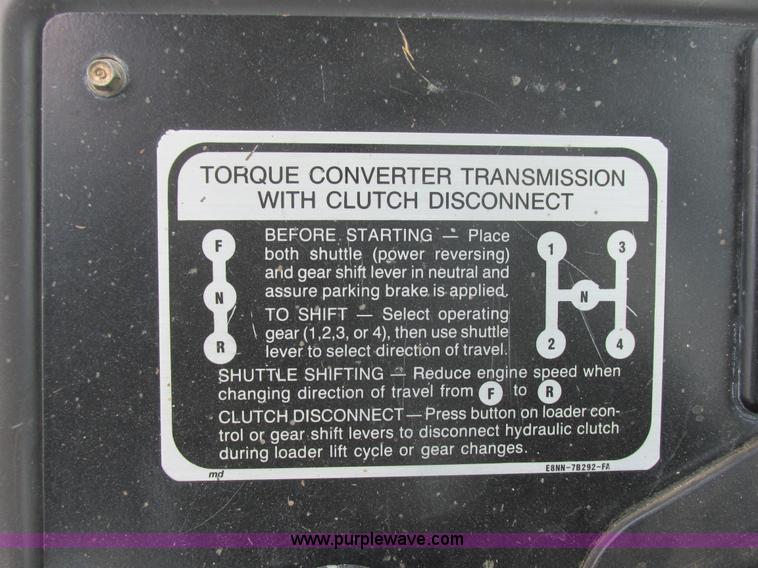 TORQUE CONVERTER TRANSMISSION
WITH CLUTCH DISCONNECT
F
N
R
BEFORE STARTING — Place
both shuttle (power reversing)
and gear shift lever in neutral and
assure parking brake is applied.
TO SHIFT — Select operating
gear (1,2,3, or 4), then use shuttle
lever to select direction of travel.
1 3
N
2 4
SHUTTLE SHIFTING — Reduce engine speed when
changing direction of travel from F to R
CLUTCH DISCONNECT — Press button on loader con-
trol or gear shift levers to disconnect hydraulic clutch
during loader lift cycle or gear changes.
md E8NN-7B292-FA
www.purplewave.com